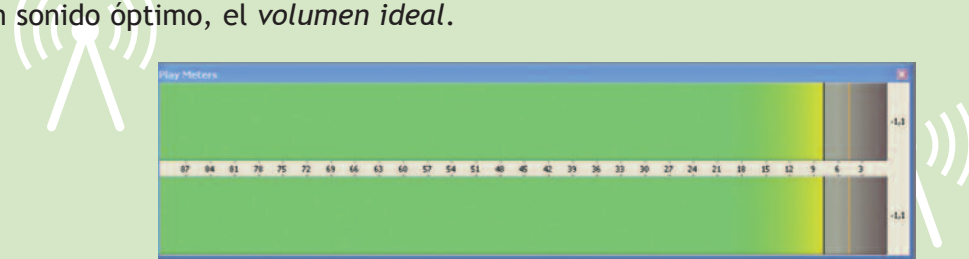 n sonido óptimo, el volumen ideal.
Play Meters
-1,1
87 84 81 78 75 72 69 66 63 60 57 54 51 48 45 42 39 36 33 30 27 24 21 18 15 12 9 6 3
-1,1